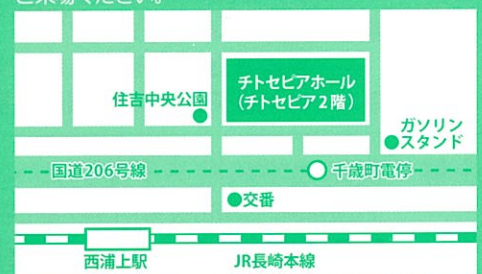 ご来場ください。
チトセピアホール
(チトセピア2階)
住吉中央公園
ガソリン
スタンド
国道206号線
千歳町電停
交番
西浦上駅
JR長崎本線